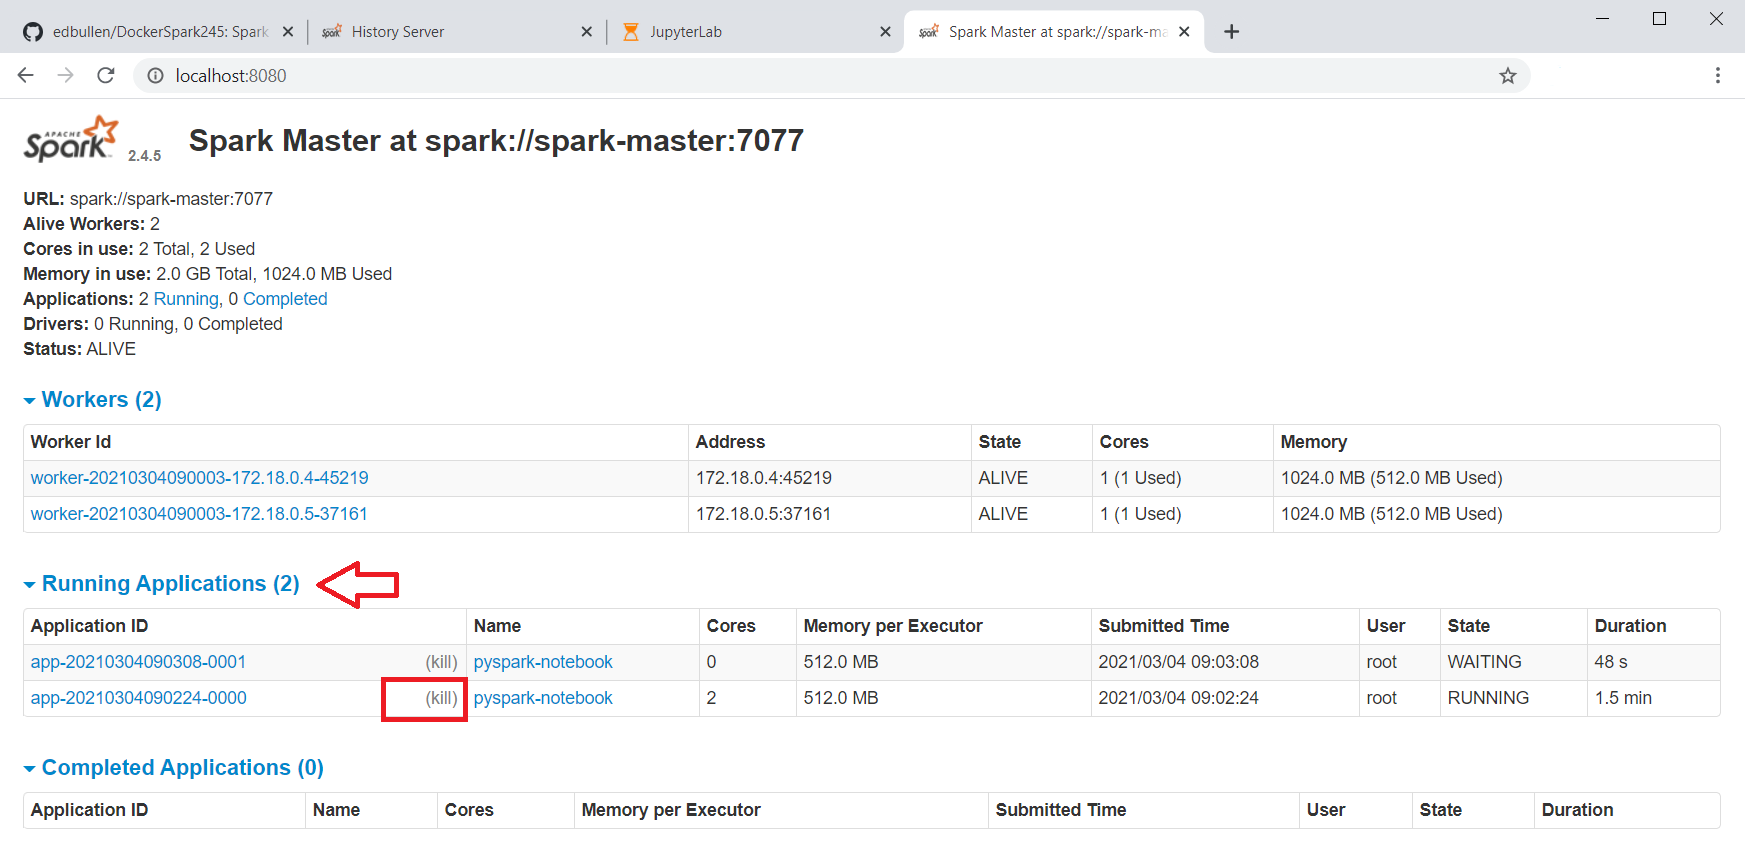 edbullen/DockerSpark245: Spark
Spark History Server
JupyterLab
Spark Spark Master at spark://spark-ma
localhost:8080
APACHE Spark 2.4.5 Spark Master at spark://spark-master:7077
URL: spark://spark-master:7077
Alive Workers: 2
Cores in use: 2 Total, 2 Used
Memory in use: 2.0 GB Total, 1024.0 MB Used
Applications: 2 Running, 0 Completed
Drivers: 0 Running, 0 Completed
Status: ALIVE
Workers (2)
Worker Id Address State Cores Memory
worker-20210304090003-172.18.0.4-45219 172.18.0.4:45219 ALIVE 1 (1 Used) 1024.0 MB (512.0 MB Used)
worker-20210304090003-172.18.0.5-37161 172.18.0.5:37161 ALIVE 1 (1 Used) 1024.0 MB (512.0 MB Used)
Running Applications (2)
Application ID Name Cores Memory per Executor Submitted Time User State Duration
app-20210304090308-0001 (kill) pyspark-notebook 0 512.0 MB 2021/03/04 09:03:08 root WAITING 48 s
app-20210304090224-0000 (kill) pyspark-notebook 2 512.0 MB 2021/03/04 09:02:24 root RUNNING 1.5 min
Completed Applications (0)
Application ID Name Cores Memory per Executor Submitted Time User State Duration